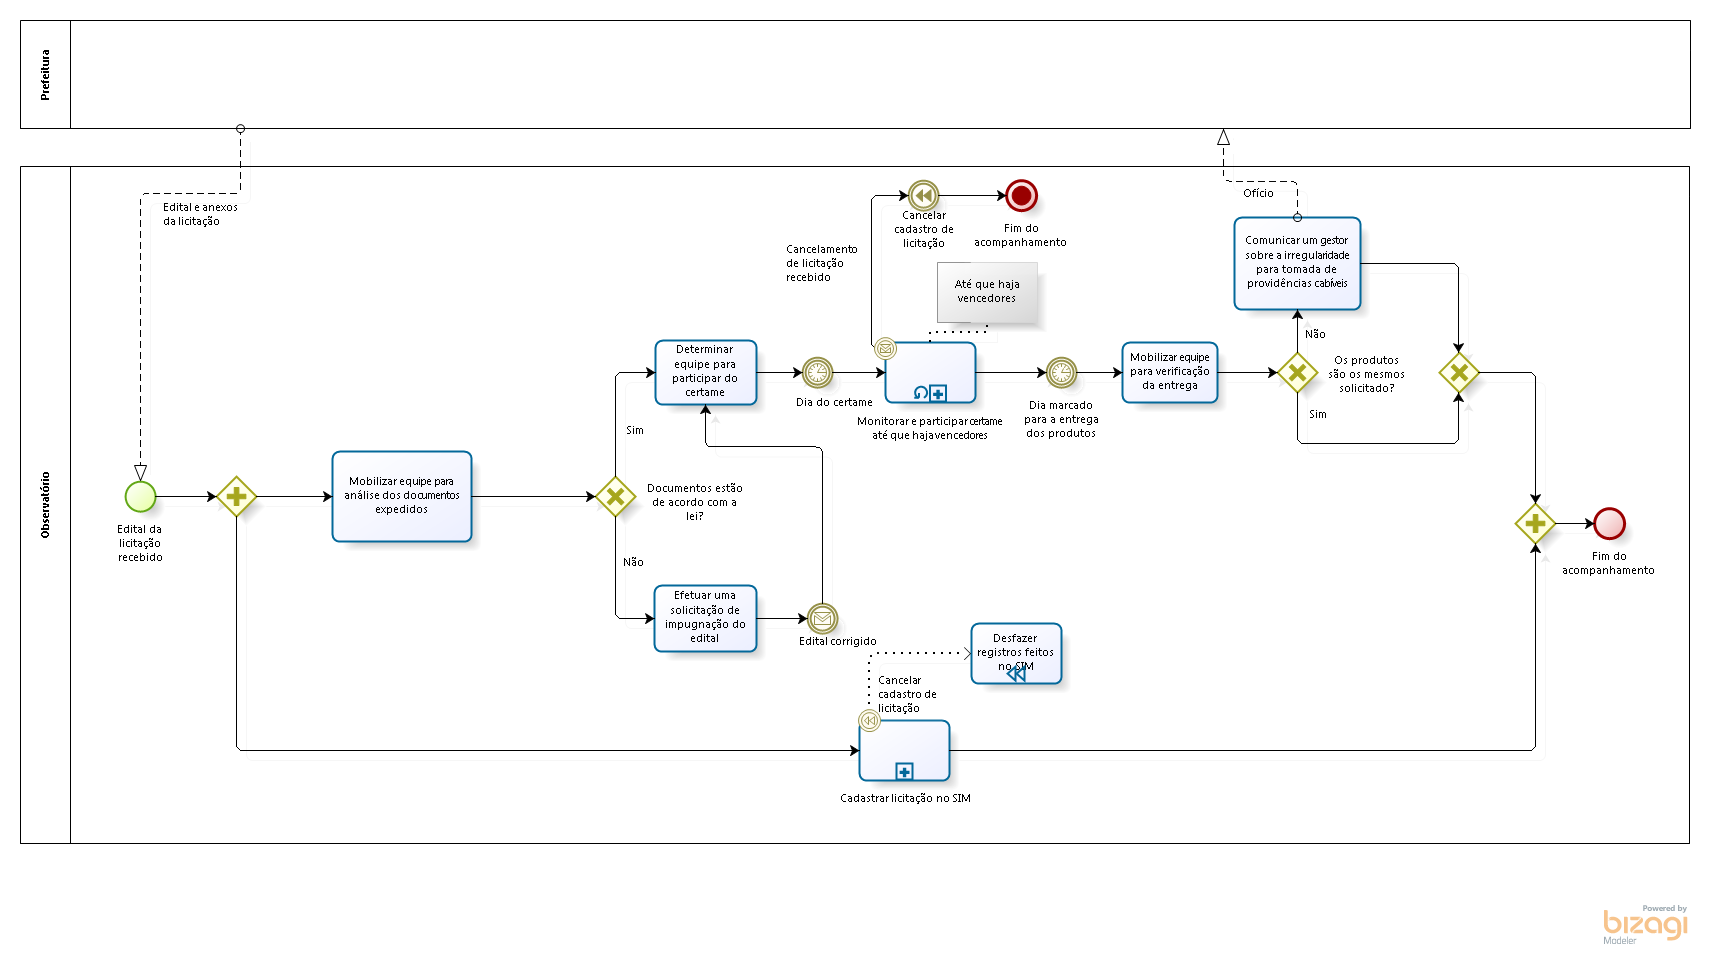 Prefeitura
Edital e anexos
da licitação
Observatório
Edital da
licitação
recebido
Mobilizar equipe para
análise dos documentos
expedidos
Documentos estão
de acordo com a
lei?
Sim
Não
Determinar
equipe para
participar do
certame
Efetuar uma
solicitação de
impugnação do
edital
Edital corrigido
Dia do certame
Cancelamento
de licitação
recebido
Cancelar
cadastro de
licitação
Fim do
acompanhamento
Até que haja
vencedores
Monitorar e participar certame
até que haja vencedores
Dia marcado
para a entrega
dos produtos
Mobilizar equipe
para verificação
da entrega
Ofício
Comunicar um gestor
sobre a irregularidade
para tomada de
providências cabíveis
Não
Os produtos
são os mesmos
solicitado?
Sim
Fim do
acompanhamento
Desfazer
registros feitos
no SIM
Cancelar
cadastro de
licitação
Cadastrar licitação no SIM
Powered by
bizagi
Modeler